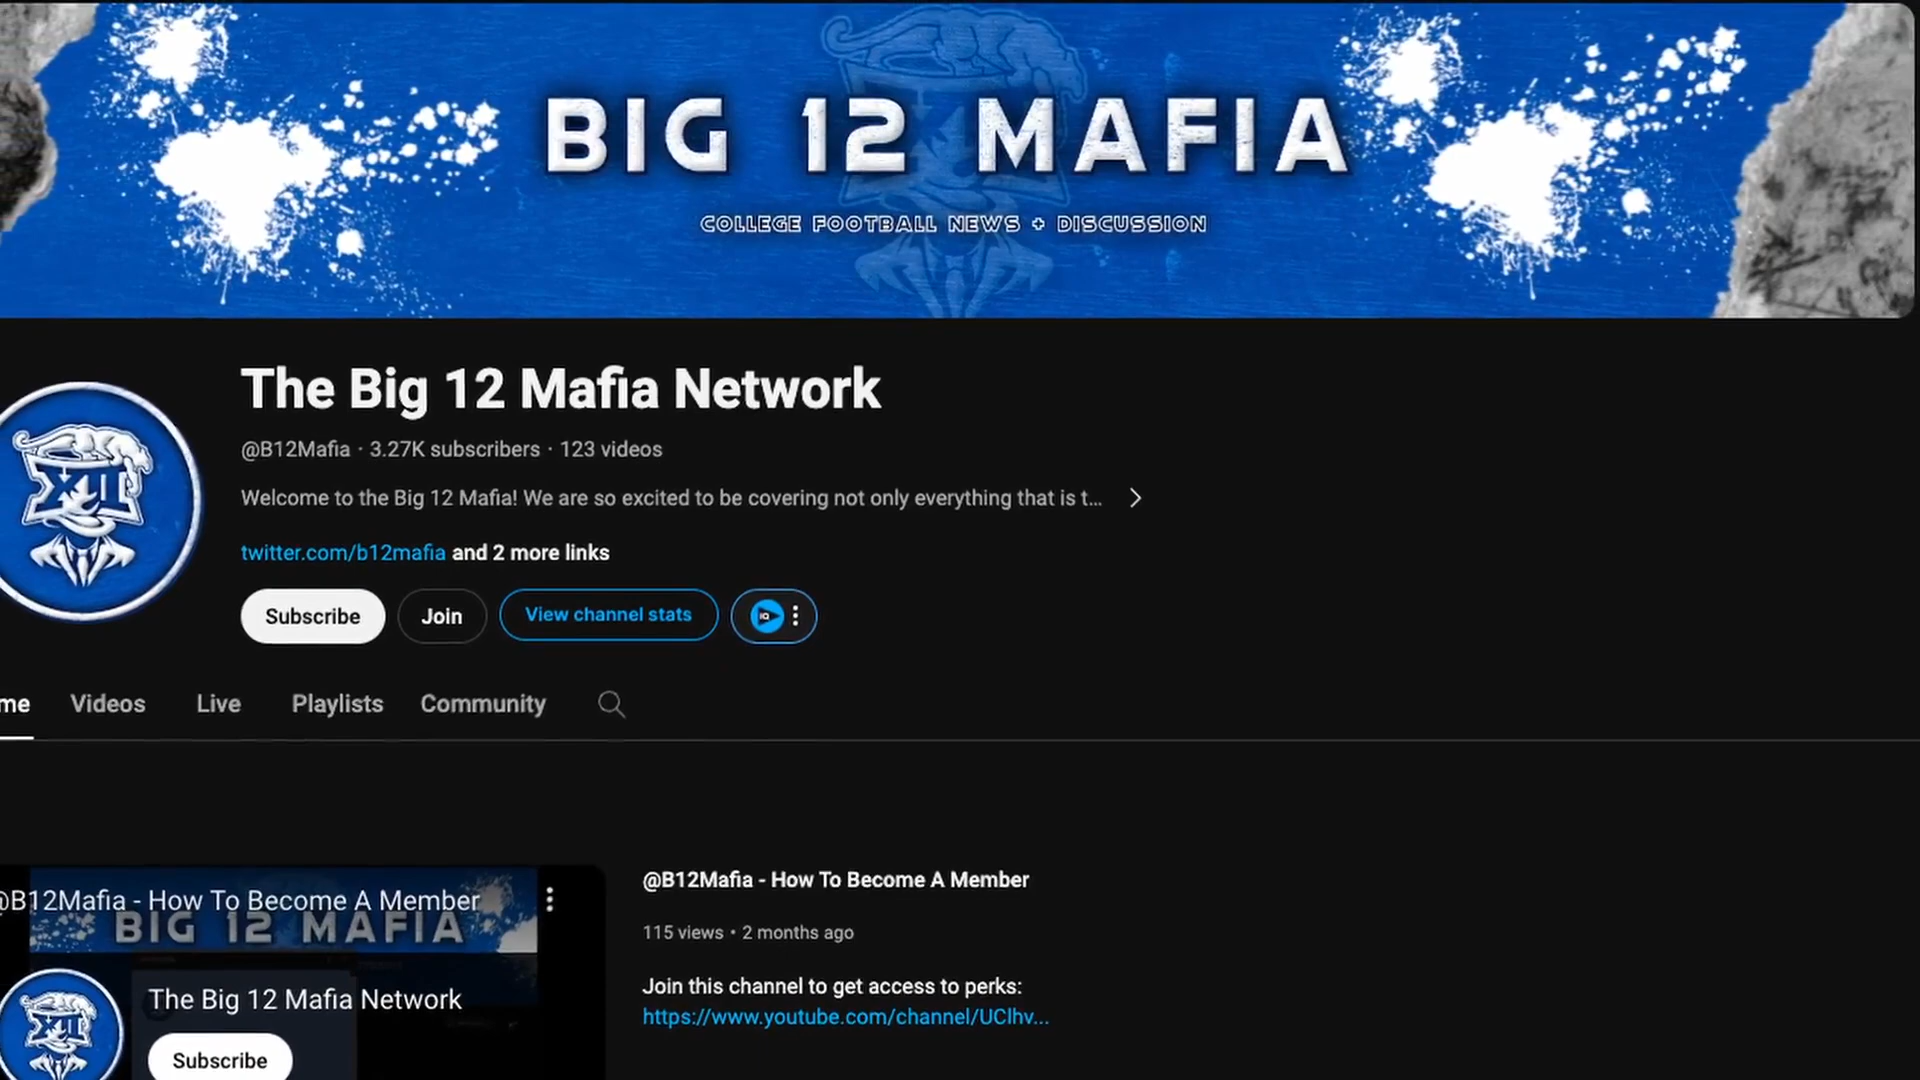 BIG 12 MAFIA
COLLEGE FOOTBALL NEWS + DISCUSSION
The Big 12 Mafia Network
@B12Mafia · 3.27K subscribers · 123 videos
Welcome to the Big 12 Mafia! We are so excited to be covering not only everything that is t...
twitter.com/b12mafia and 2 more links
Subscribe Join View channel stats IQ
me Videos Live Playlists Community
@B12Mafia - How To Become A Member
BIG 12 MAFIA
The Big 12 Mafia Network
Subscribe
@B12Mafia - How To Become A Member
115 views • 2 months ago
Join this channel to get access to perks:
https://www.youtube.com/channel/UClhv...